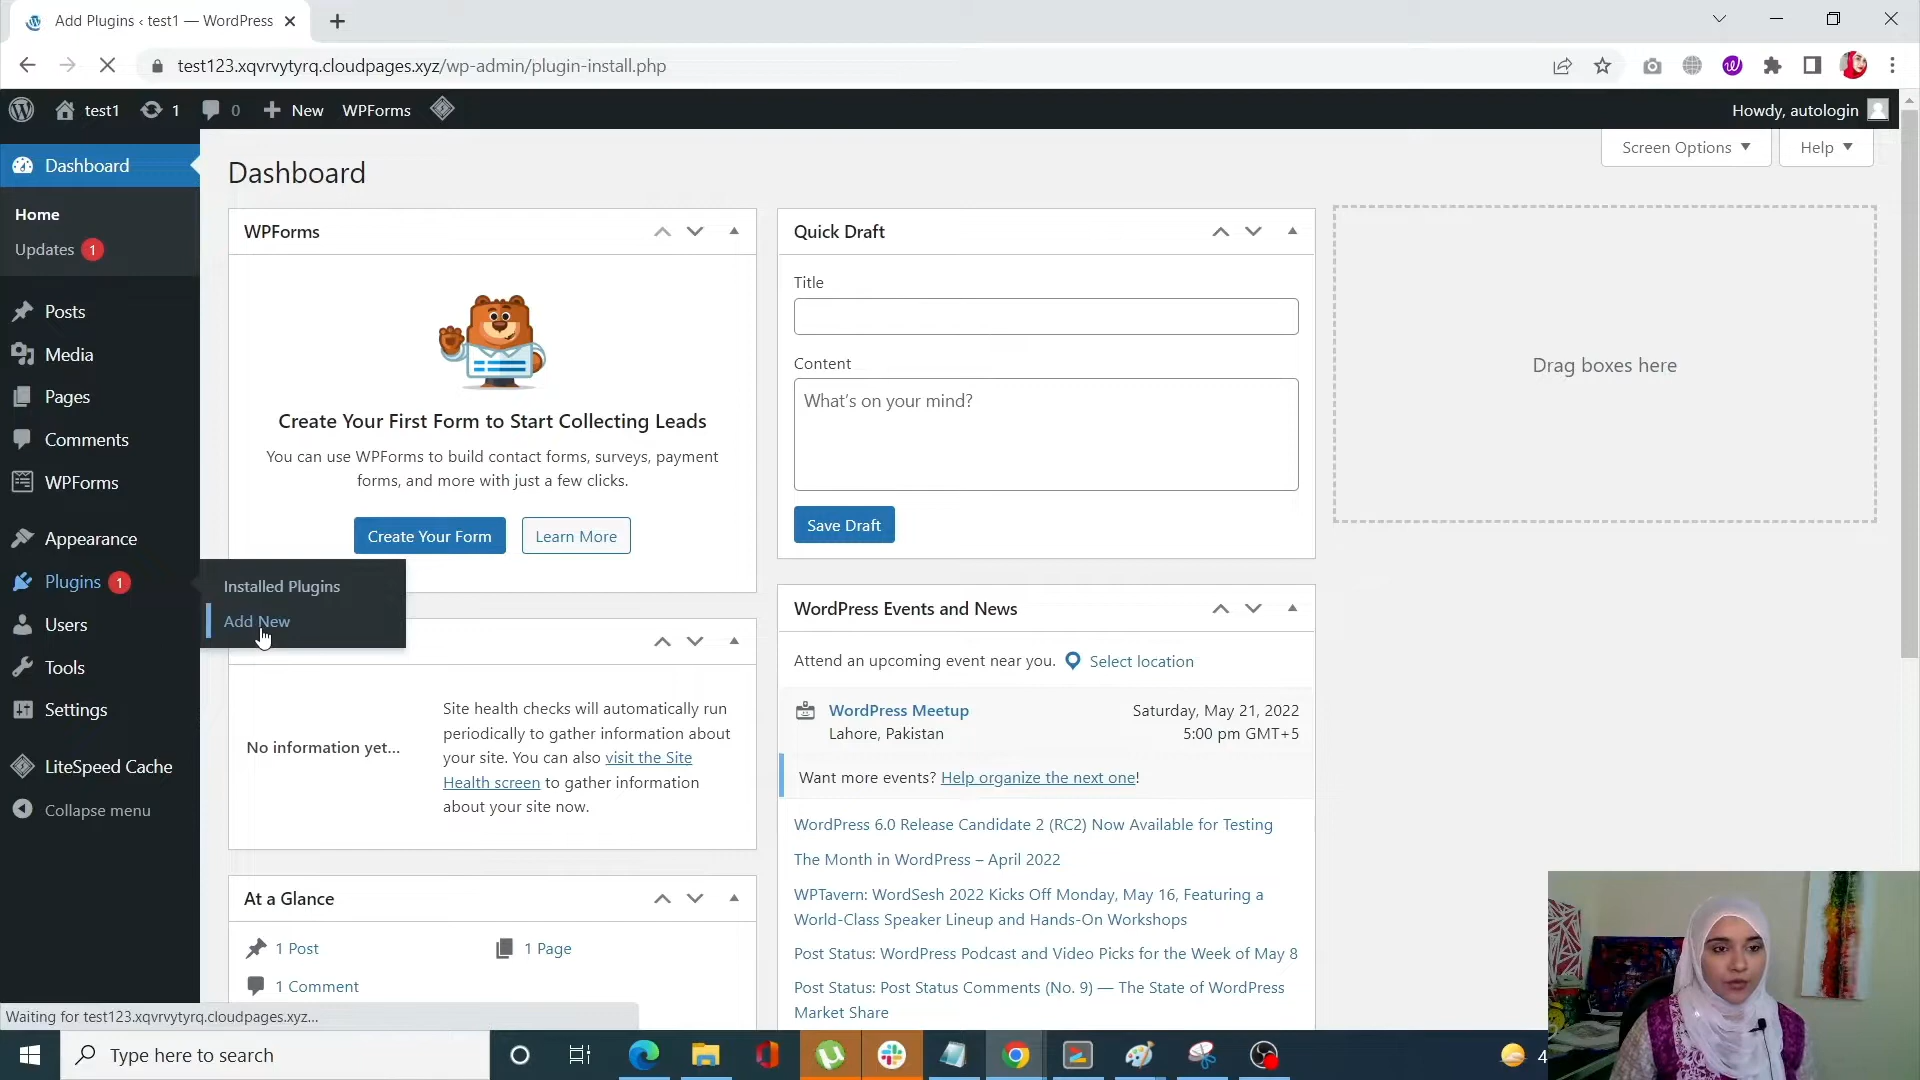 Add Plugins ‹ test1 — WordPress
test123.xqvrvytyrq.cloudpages.xyz/wp-admin/plugin-install.php
test1 1 0 New WPForms Howdy, autologin
Screen Options ▼ Help ▼
Dashboard
Home
Updates 1
Posts
Media
Pages
Comments
WPForms
Appearance
Plugins 1
Installed Plugins
Add New
Users
Tools
Settings
LiteSpeed Cache
Collapse menu
Dashboard
WPForms
Create Your First Form to Start Collecting Leads
You can use WPForms to build contact forms, surveys, payment
forms, and more with just a few clicks.
Create Your Form Learn More
No information yet...
Site health checks will automatically run
periodically to gather information about
your site. You can also visit the Site
Health screen to gather information
about your site now.
At a Glance
1 Post 1 Page
1 Comment
Quick Draft
Title
Content
What's on your mind?
Save Draft
WordPress Events and News
Attend an upcoming event near you. Select location
WordPress Meetup Saturday, May 21, 2022
Lahore, Pakistan 5:00 pm GMT+5
Want more events? Help organize the next one!
WordPress 6.0 Release Candidate 2 (RC2) Now Available for Testing
The Month in WordPress – April 2022
WPTavern: WordSesh 2022 Kicks Off Monday, May 16, Featuring a
World-Class Speaker Lineup and Hands-On Workshops
Post Status: WordPress Podcast and Video Picks for the Week of May 8
Post Status: Post Status Comments (No. 9) — The State of WordPress
Market Share
Drag boxes here
Waiting for test123.xqvrvytyrq.cloudpages.xyz...
Type here to search
4